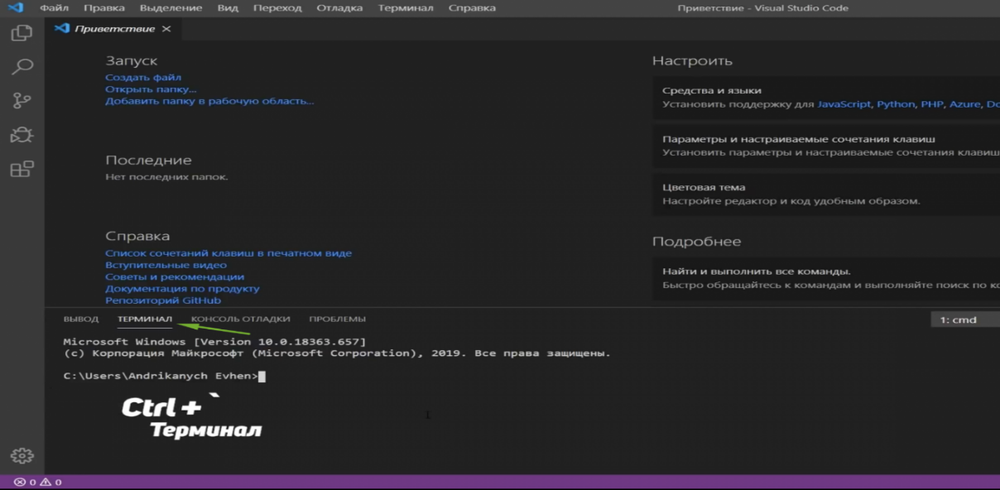 Файл Правка Выделение Вид Переход Отладка Терминал Справка
Приветствие - Visual Studio Code
Приветствие
Запуск
Создать файл
Открыть папку...
Добавить папку в рабочую область...
Последние
Нет последних папок.
Справка
Список сочетаний клавиш в печатном виде
Вступительные видео
Советы и рекомендации
Документация по продукту
Репозиторий GitHub
Настроить
Средства и языки
Установить поддержку для JavaScript, Python, PHP, Azure, Do
Параметры и настраиваемые сочетания клавиш
Установить параметры и настраиваемые сочетания клавиш
Цветовая тема
Настройте редактор и код удобным образом.
Подробнее
Найти и выполнить все команды.
Быстро обращайтесь к командам и выполняйте поиск по ко
ВЫВОД ТЕРМИНАЛ КОНСОЛЬ ОТЛАДКИ ПРОБЛЕМЫ
1: cmd
Microsoft Windows [Version 10.0.18363.657]
(c) Корпорация Майкрософт (Microsoft Corporation), 2019. Все права защищены.
C:\Users\Andrikanych Evhen>
Ctrl + `
Терминал
0 0